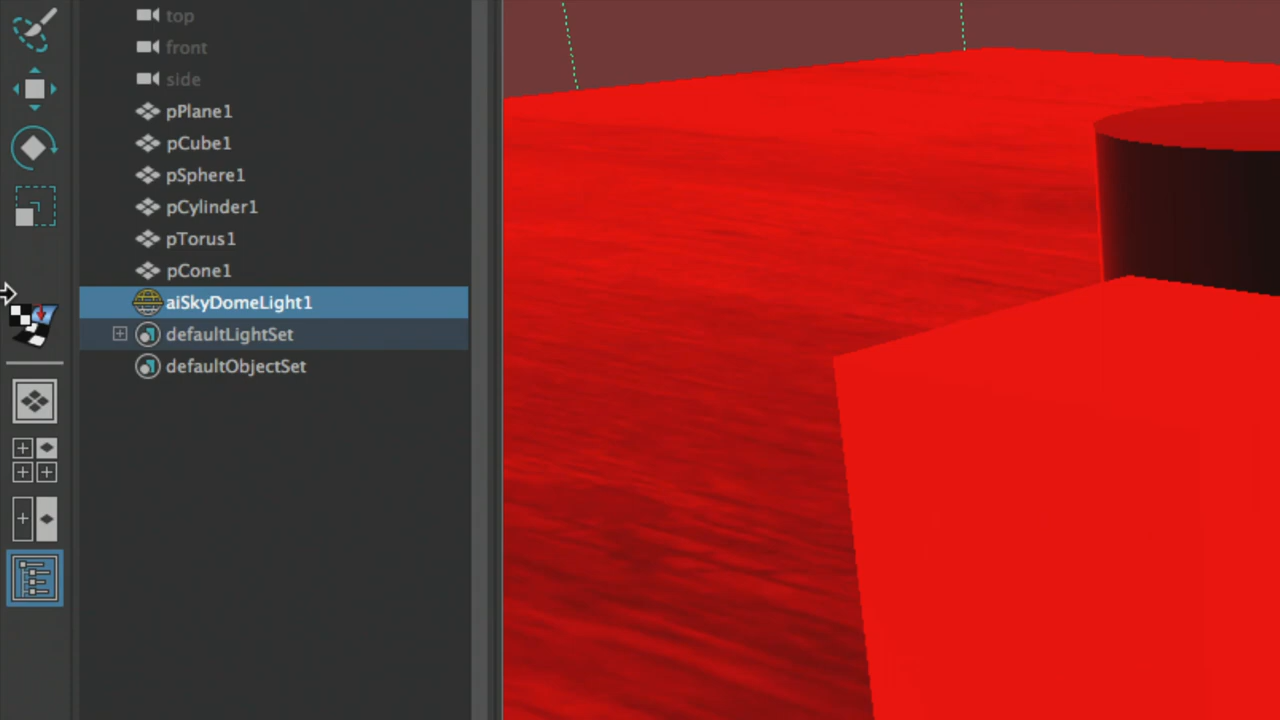 top
front
side
pPlane1
pCube1
pSphere1
pCylinder1
pTorus1
pCone1
aiSkyDomeLight1
defaultLightSet
defaultObjectSet